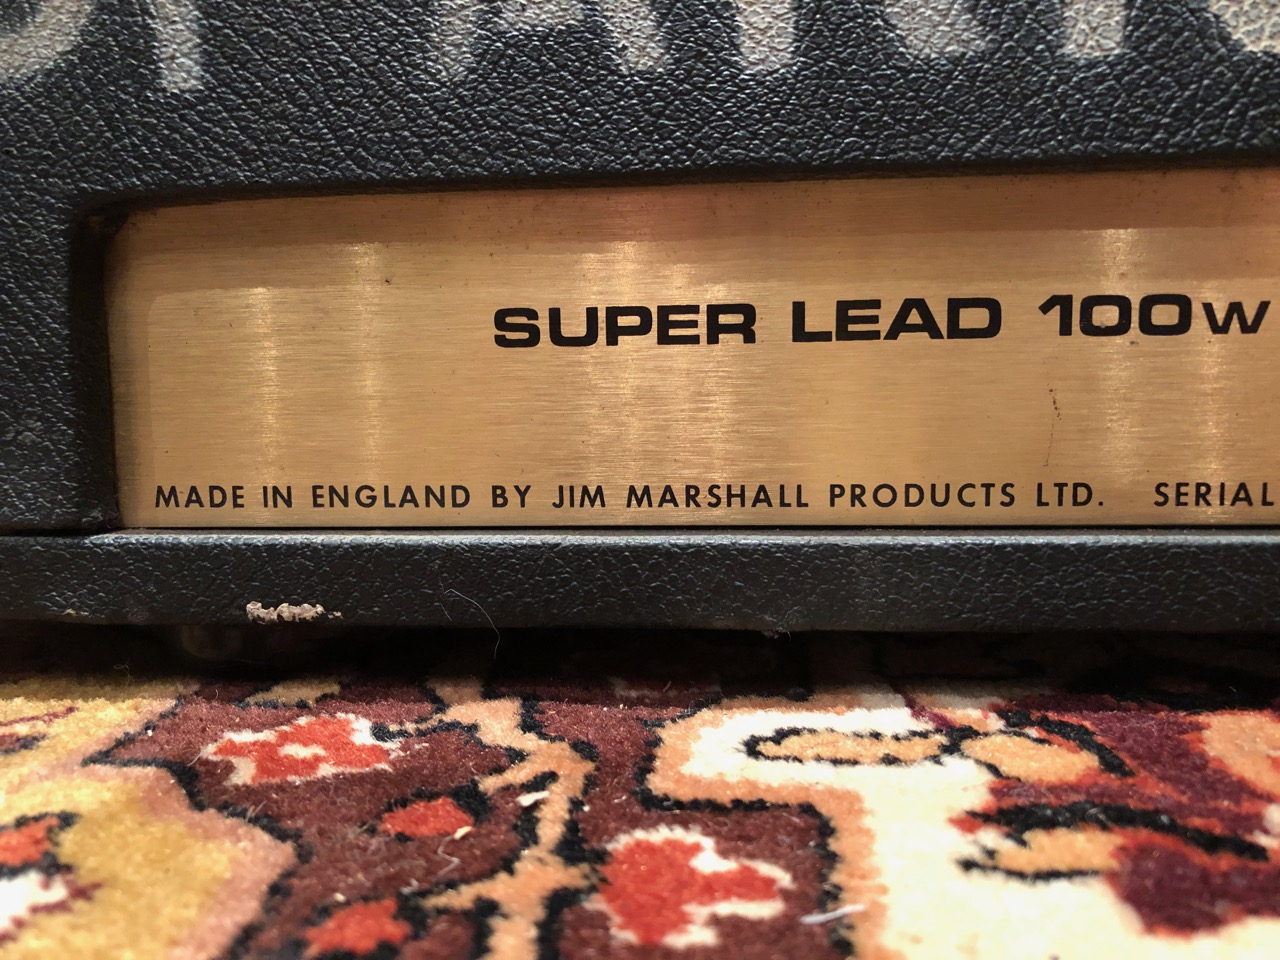 SUPER LEAD 100W
MADE IN ENGLAND BY JIM MARSHALL PRODUCTS LTD. SERIAL